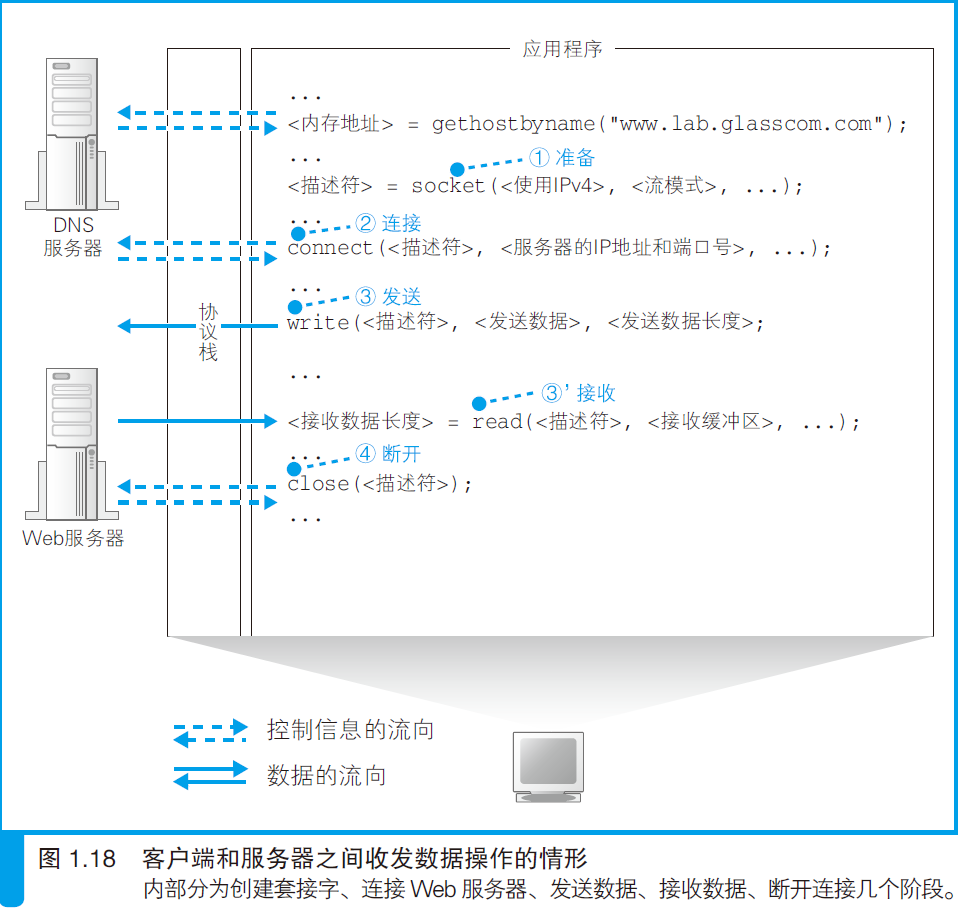 应用程序
...
<内存地址> = gethostbyname("www.lab.glasscom.com");
...
① 准备
<描述符> = socket(<使用IPv4>, <流模式>, ...);
DNS
服务器
...
② 连接
connect(<描述符>, <服务器的IP地址和端口号>, ...);
...
③ 发送
write(<描述符>, <发送数据>, <发送数据长度>;
协
议
栈
...
③' 接收
<接收数据长度> = read(<描述符>, <接收缓冲区>, ...);
...
④ 断开
close(<描述符>);
...
Web服务器
控制信息的流向
数据的流向
图 1.18 客户端和服务器之间收发数据操作的情形
内部分为创建套接字、连接 Web 服务器、发送数据、接收数据、断开连接几个阶段。